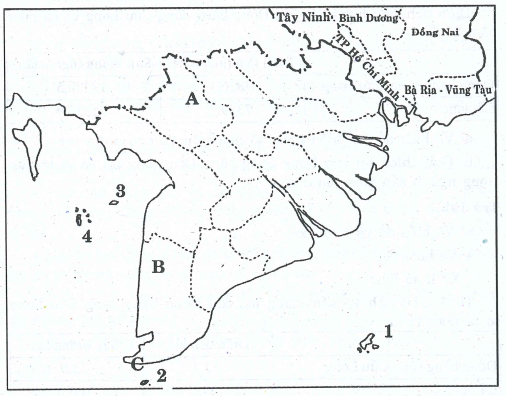 Tây Ninh
Bình Dương
Đồng Nai
TP Hồ Chí Minh
Bà Rịa - Vũng Tàu
A
3
4
B
1
C
2